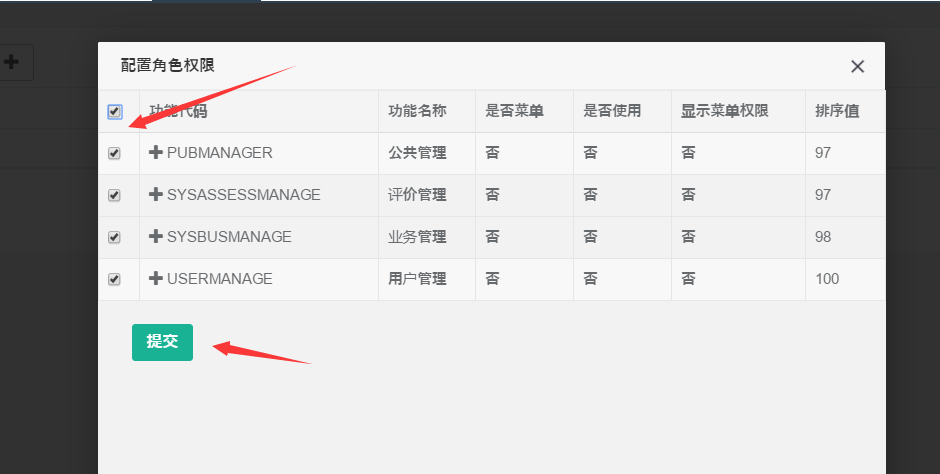 配置角色权限
功能代码 功能名称 是否菜单 是否使用 显示菜单权限 排序值
PUBMANAGER 公共管理 否 否 否 97
SYSASSESSMANAGE 评价管理 否 否 否 97
SYSBUSMANAGE 业务管理 否 否 否 98
USERMANAGE 用户管理 否 否 否 100
提交